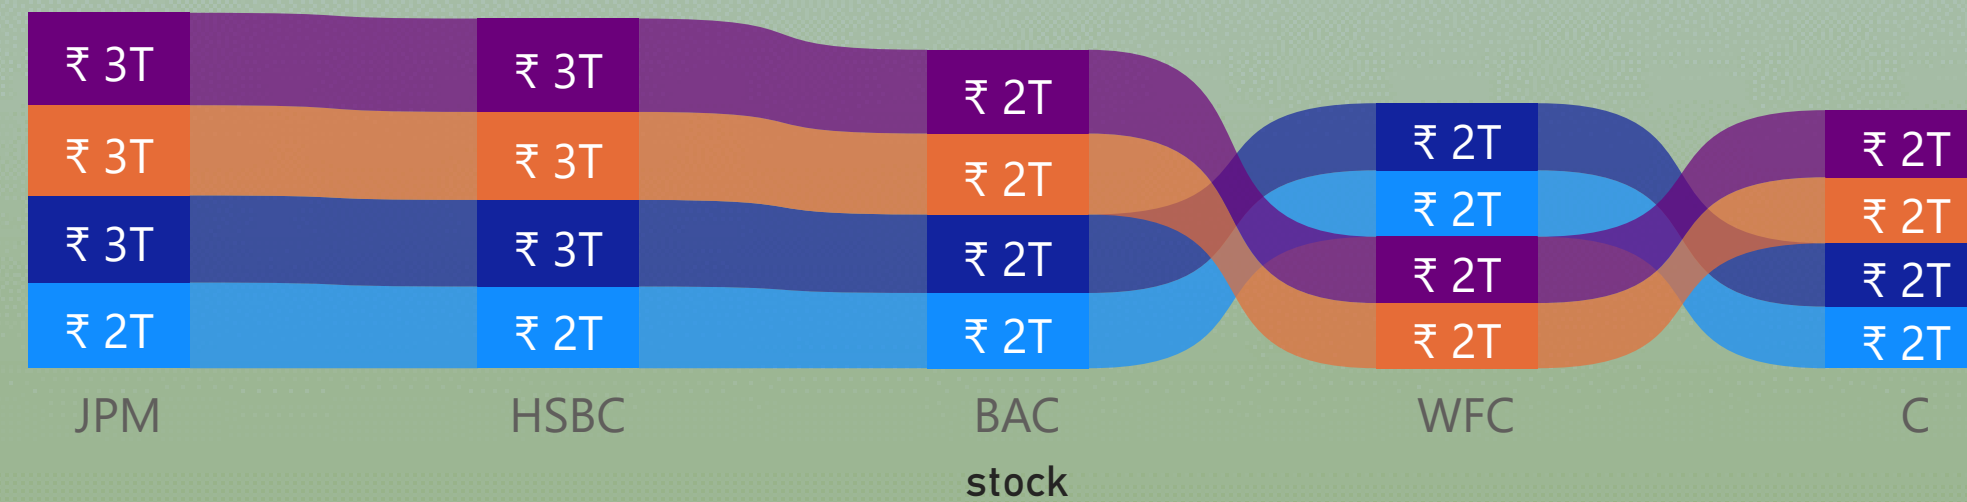 ₹ 3T ₹ 3T ₹ 2T ₹ 2T ₹ 2T
₹ 3T ₹ 3T ₹ 2T ₹ 2T ₹ 2T
₹ 3T ₹ 3T ₹ 2T ₹ 2T ₹ 2T
₹ 2T ₹ 2T ₹ 2T ₹ 2T ₹ 2T
JPM HSBC BAC WFC C
stock